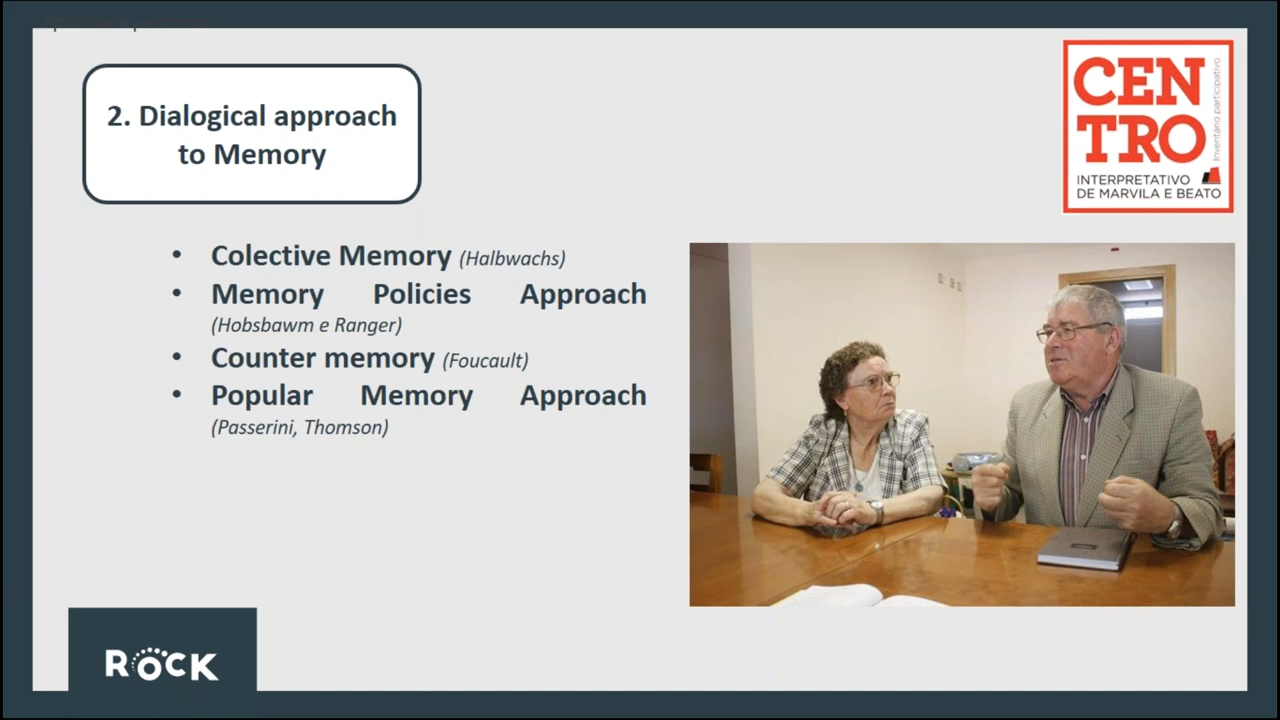 2. Dialogical approach
to Memory
CEN
TRO
Inventário participativo
INTERPRETATIVO
DE MARVILA E BEATO
• Colective Memory (Halbwachs)
• Memory Policies Approach
(Hobsbawm e Ranger)
• Counter memory (Foucault)
• Popular Memory Approach
(Passerini, Thomson)
ROCK